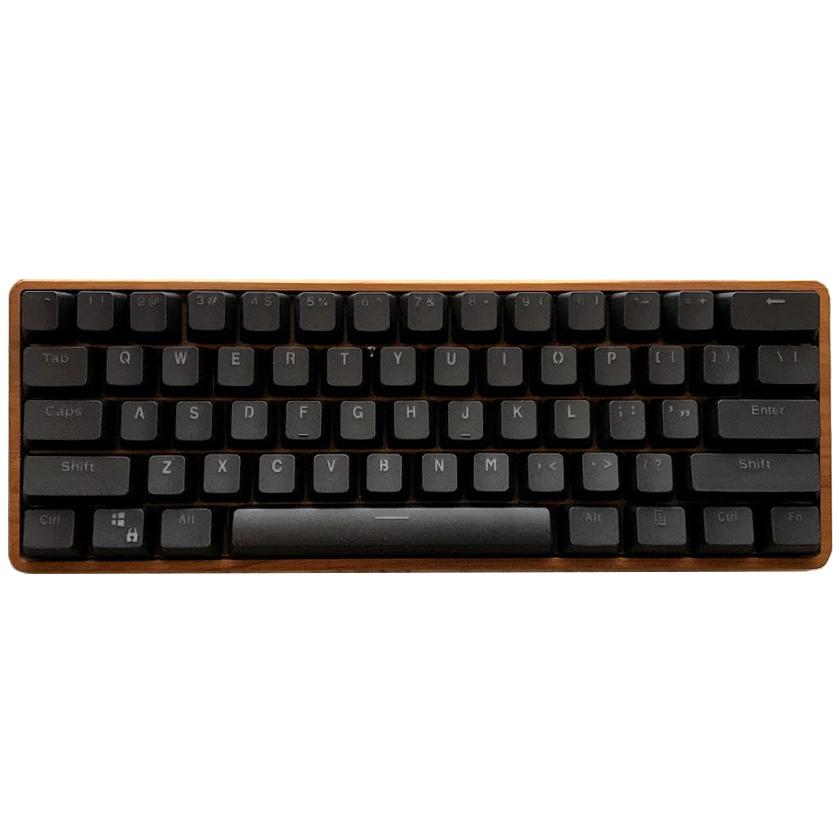 ~ 1! 2@ 3# 4$ 5% 6^ 7& 8* 9( 0) -_ =+ ←
Tab Q W E R T Y U I O P [{ ]} \|
Caps A S D F G H J K L ;: '" Enter
Shift Z X C V B N M ,< .> /? Shift
Ctrl Alt Alt Ctrl Fn